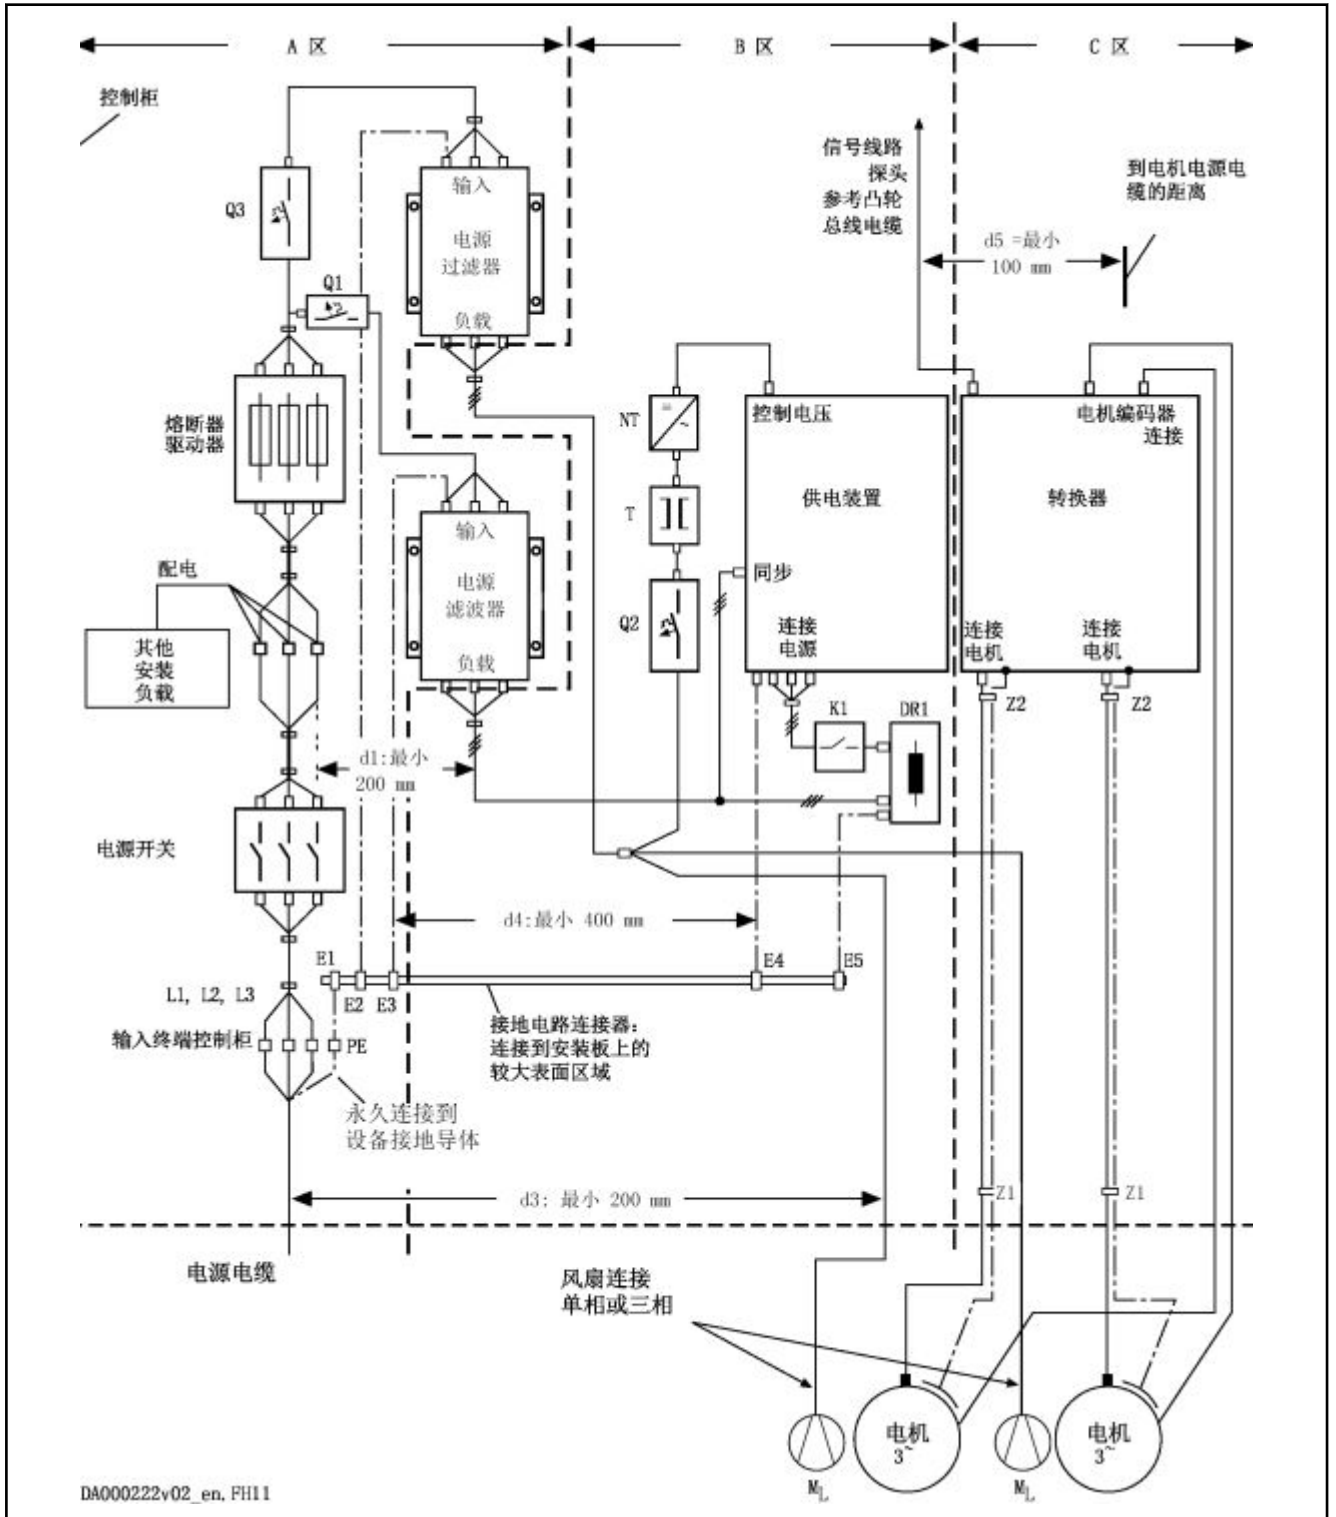 A 区
B 区
C 区
控制柜
信号线路
探头
参考凸轮
总线电缆
到电机电源电
缆的距离
d5 =最小
100 mm
Q3
输入
电源
过滤器
负载
Q1
熔断器
驱动器
NT
控制电压
电机编码器
连接
供电装置
转换器
T
输入
电源
滤波器
负载
同步
配电
其他
安装
负载
Q2
连接
电源
连接
电机
连接
电机
Z2
Z2
K1
DR1
d1:最小
200 mm
电源开关
d4:最小 400 mm
E1
E2
E3
E4
E5
L1, L2, L3
输入终端控制柜
PE
接地电路连接器:
连接到安装板上的
较大表面区域
永久连接到
设备接地导体
d3: 最小 200 mm
Z1
Z1
电源电缆
风扇连接
单相或三相
电机
3~
电机
3~
ML
ML
DA000222v02_en.FH11